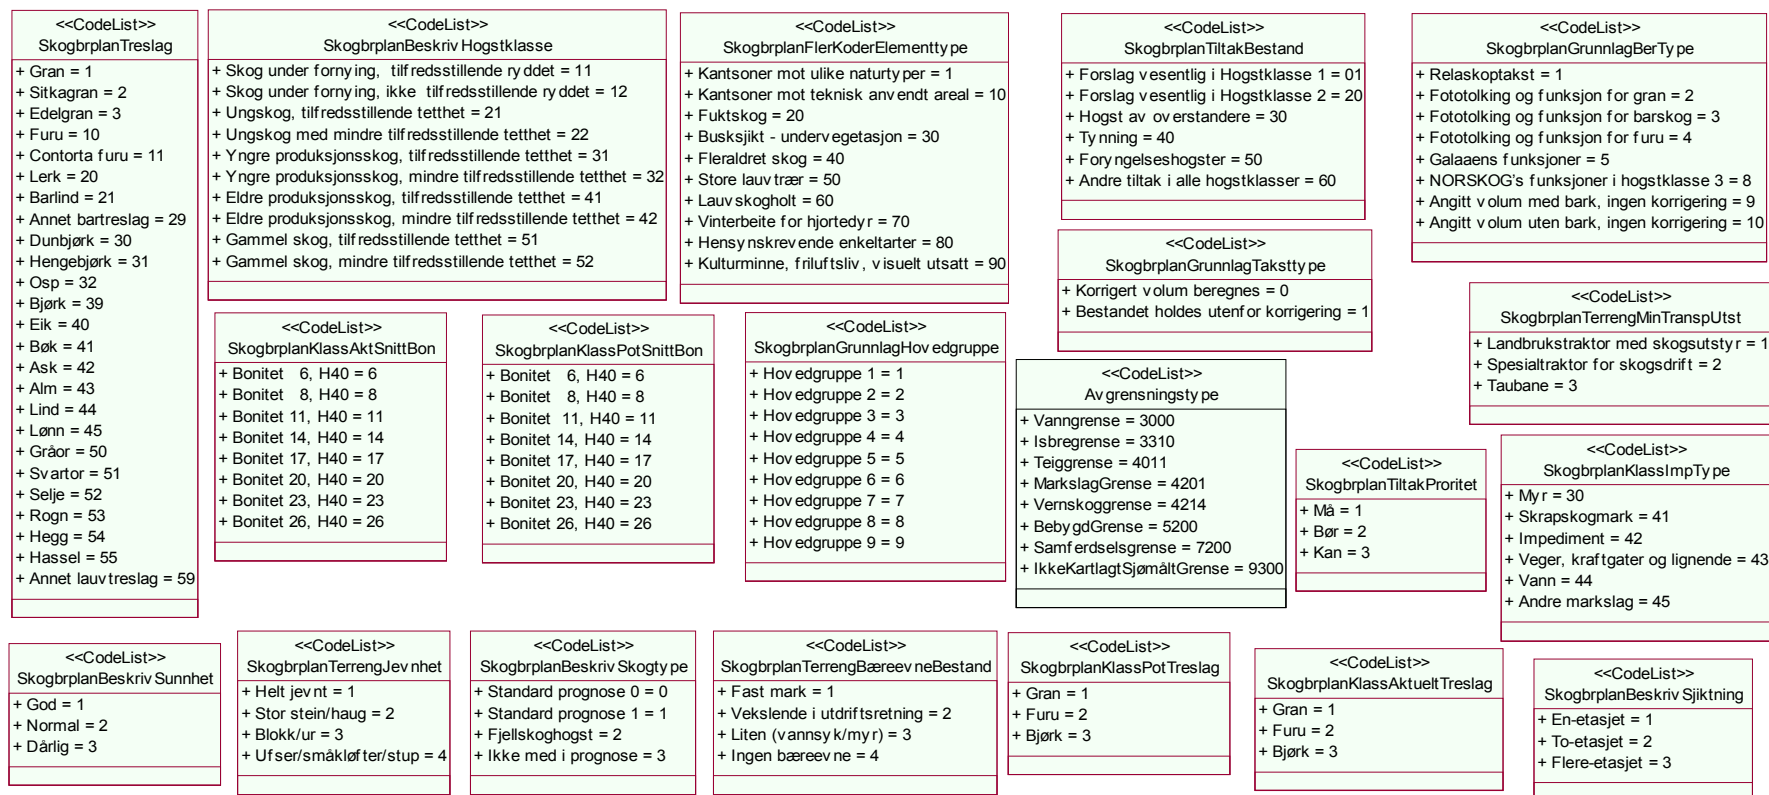 <<CodeList>>
SkogbrplanTreslag
+ Gran = 1
+ Sitkagran = 2
+ Edelgran = 3
+ Furu = 10
+ Contorta furu = 11
+ Lerk = 20
+ Barlind = 21
+ Annet bartreslag = 29
+ Dunbjørk = 30
+ Hengebjørk = 31
+ Osp = 32
+ Bjørk = 39
+ Eik = 40
+ Bøk = 41
+ Ask = 42
+ Alm = 43
+ Lind = 44
+ Lønn = 45
+ Gråor = 50
+ Svartor = 51
+ Selje = 52
+ Rogn = 53
+ Hegg = 54
+ Hassel = 55
+ Annet lauvtreslag = 59
<<CodeList>>
SkogbrplanBeskrivHogstklasse
+ Skog under fornying, tilfredsstillende ryddet = 11
+ Skog under fornying, ikke tilfredsstillende ryddet = 12
+ Ungskog, tilfredsstillende tetthet = 21
+ Ungskog med mindre tilfredsstillende tetthet = 22
+ Yngre produksjonsskog, tilfredsstillende tetthet = 31
+ Yngre produksjonsskog, mindre tilfredsstillende tetthet = 32
+ Eldre produksjonsskog, tilfredsstillende tetthet = 41
+ Eldre produksjonsskog, mindre tilfredsstillende tetthet = 42
+ Gammel skog, tilfredsstillende tetthet = 51
+ Gammel skog, mindre tilfredsstillende tetthet = 52
<<CodeList>>
SkogbrplanFlerKoderElementtype
+ Kantsoner mot ulike naturtyper = 1
+ Kantsoner mot teknisk anvendt areal = 10
+ Fuktskog = 20
+ Busksjikt - undervegetasjon = 30
+ Fleraldret skog = 40
+ Store lauvtrær = 50
+ Lauvskogholt = 60
+ Vinterbeite for hjortedyr = 70
+ Hensynskrevende enkeltarter = 80
+ Kulturminne, friluftsliv, visuelt utsatt = 90
<<CodeList>>
SkogbrplanTiltakBestand
+ Forslag vesentlig i Hogstklasse 1 = 01
+ Forslag vesentlig i Hogstklasse 2 = 20
+ Hogst av overstandere = 30
+ Tynning = 40
+ Foryngelseshogster = 50
+ Andre tiltak i alle hogstklasser = 60
<<CodeList>>
SkogbrplanGrunnlagBerType
+ Relaskoptakst = 1
+ Fototolking og funksjon for gran = 2
+ Fototolking og funksjon for barskog = 3
+ Fototolking og funksjon for furu = 4
+ Galaaens funksjoner = 5
+ NORSKOG's funksjoner i hogstklasse 3 = 8
+ Angitt volum med bark, ingen korrigering = 9
+ Angitt volum uten bark, ingen korrigering = 10
<<CodeList>>
SkogbrplanGrunnlagTaksttype
+ Korrigert volum beregnes = 0
+ Bestandet holdes utenfor korrigering = 1
<<CodeList>>
SkogbrplanTerrengMinTranspUtst
+ Landbrukstraktor med skogsutstyr = 1
+ Spesialtraktor for skogsdrift = 2
+ Taubane = 3
<<CodeList>>
SkogbrplanKlassAktSnittBon
+ Bonitet 6, H40 = 6
+ Bonitet 8, H40 = 8
+ Bonitet 11, H40 = 11
+ Bonitet 14, H40 = 14
+ Bonitet 17, H40 = 17
+ Bonitet 20, H40 = 20
+ Bonitet 23, H40 = 23
+ Bonitet 26, H40 = 26
<<CodeList>>
SkogbrplanKlassPotSnittBon
+ Bonitet 6, H40 = 6
+ Bonitet 8, H40 = 8
+ Bonitet 11, H40 = 11
+ Bonitet 14, H40 = 14
+ Bonitet 17, H40 = 17
+ Bonitet 20, H40 = 20
+ Bonitet 23, H40 = 23
+ Bonitet 26, H40 = 26
<<CodeList>>
SkogbrplanGrunnlagHovedgruppe
+ Hovedgruppe 1 = 1
+ Hovedgruppe 2 = 2
+ Hovedgruppe 3 = 3
+ Hovedgruppe 4 = 4
+ Hovedgruppe 5 = 5
+ Hovedgruppe 6 = 6
+ Hovedgruppe 7 = 7
+ Hovedgruppe 8 = 8
+ Hovedgruppe 9 = 9
<<CodeList>>
Avgrensningstype
+ Vanngrense = 3000
+ Isbregrense = 3310
+ Teiggrense = 4011
+ MarkslagGrense = 4201
+ Vernskoggrense = 4214
+ BebygdGrense = 5200
+ Samferdselsgrense = 7200
+ IkkeKartlagtSjømåltGrense = 9300
<<CodeList>>
SkogbrplanTiltakProritet
+ Må = 1
+ Bør = 2
+ Kan = 3
<<CodeList>>
SkogbrplanKlassImpType
+ Myr = 30
+ Skrapskogmark = 41
+ Impediment = 42
+ Veger, kraftgater og lignende = 43
+ Vann = 44
+ Andre markslag = 45
<<CodeList>>
SkogbrplanBeskrivSunnhet
+ God = 1
+ Normal = 2
+ Dårlig = 3
<<CodeList>>
SkogbrplanTerrengJevnhet
+ Helt jevnt = 1
+ Stor stein/haug = 2
+ Blokk/ur = 3
+ Ufser/småkløfter/stup = 4
<<CodeList>>
SkogbrplanBeskrivSkogtype
+ Standard prognose 0 = 0
+ Standard prognose 1 = 1
+ Fjellskoghogst = 2
+ Ikke med i prognose = 3
<<CodeList>>
SkogbrplanTerrengBæreevneBestand
+ Fast mark = 1
+ Vekslende i utdriftsretning = 2
+ Liten (vannsyk/myr) = 3
+ Ingen bæreevne = 4
<<CodeList>>
SkogbrplanKlassPotTreslag
+ Gran = 1
+ Furu = 2
+ Bjørk = 3
<<CodeList>>
SkogbrplanKlassAktueltTreslag
+ Gran = 1
+ Furu = 2
+ Bjørk = 3
<<CodeList>>
SkogbrplanBeskrivSjiktning
+ En-etasjet = 1
+ To-etasjet = 2
+ Flere-etasjet = 3